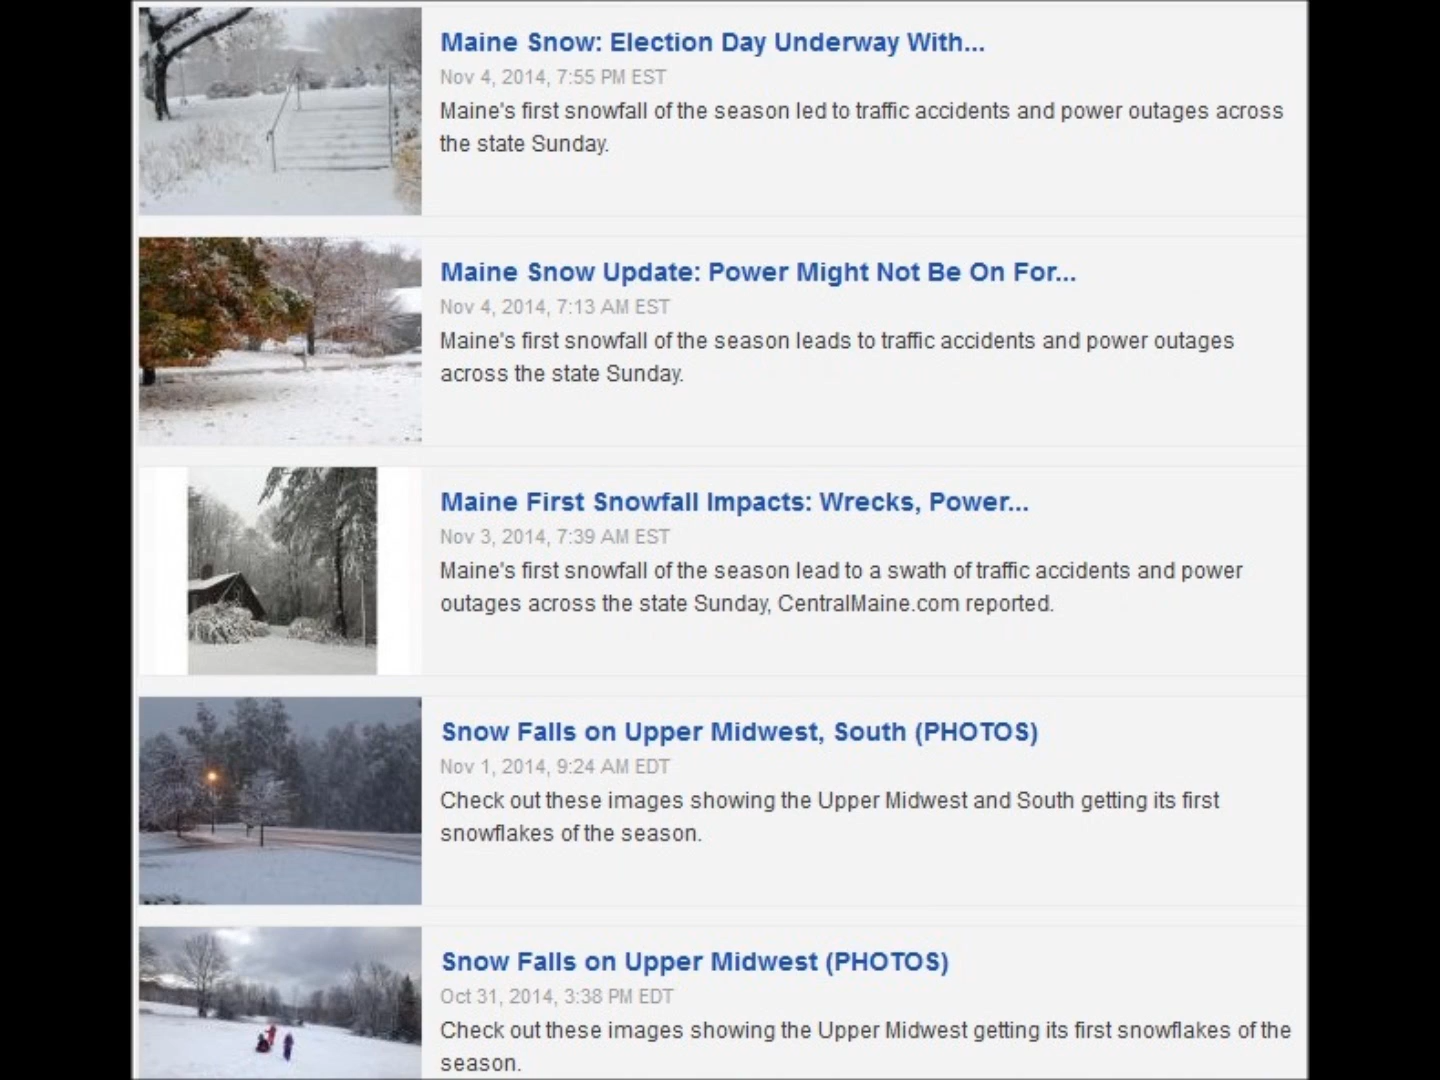 Maine Snow: Election Day Underway With...
Nov 4, 2014, 7:55 PM EST
Maine's first snowfall of the season led to traffic accidents and power outages across
the state Sunday.
Maine Snow Update: Power Might Not Be On For...
Nov 4, 2014, 7:13 AM EST
Maine's first snowfall of the season leads to traffic accidents and power outages
across the state Sunday.
Maine First Snowfall Impacts: Wrecks, Power...
Nov 3, 2014, 7:39 AM EST
Maine's first snowfall of the season lead to a swath of traffic accidents and power
outages across the state Sunday, CentralMaine.com reported.
Snow Falls on Upper Midwest, South (PHOTOS)
Nov 1, 2014, 9:24 AM EDT
Check out these images showing the Upper Midwest and South getting its first
snowflakes of the season.
Snow Falls on Upper Midwest (PHOTOS)
Oct 31, 2014, 3:38 PM EDT
Check out these images showing the Upper Midwest getting its first snowflakes of the
season.